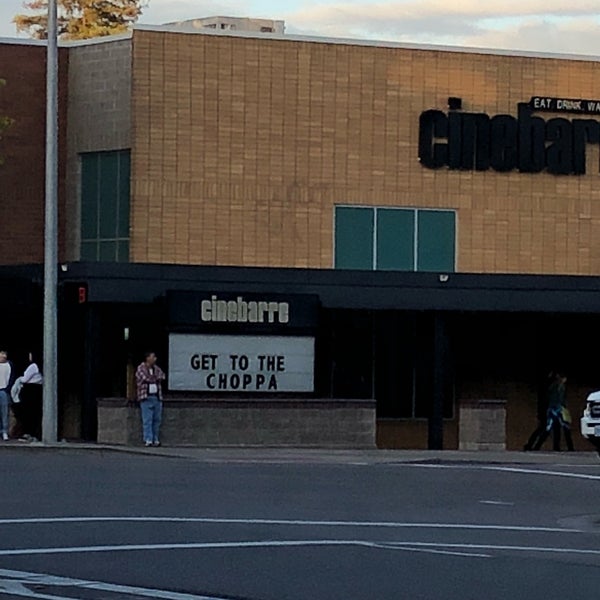 EAT. DRINK.
cinebarre
cinebarre
GET TO THE
CHOPPA